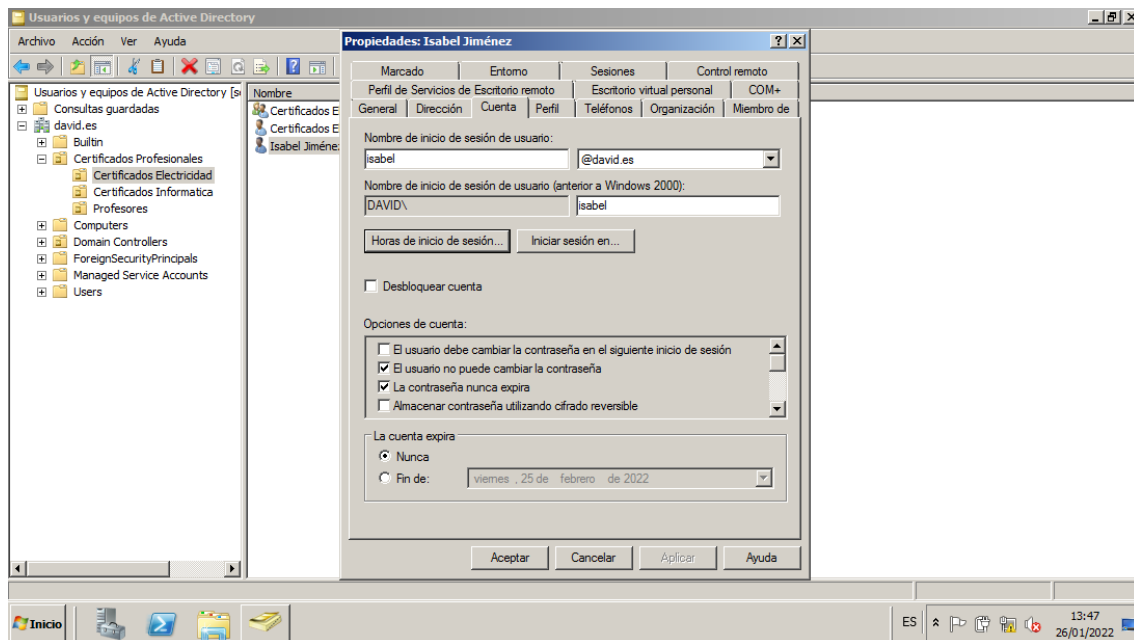 Usuarios y equipos de Active Directory
Archivo Acción Ver Ayuda
Usuarios y equipos de Active Directory [s
Consultas guardadas
david.es
Builtin
Certificados Profesionales
Certificados Electricidad
Certificados Informatica
Profesores
Computers
Domain Controllers
ForeignSecurityPrincipals
Managed Service Accounts
Users
Nombre
Certificados E
Certificados E
Isabel Jiméne
Propiedades: Isabel Jiménez
Marcado Entorno Sesiones Control remoto
Perfil de Servicios de Escritorio remoto Escritorio virtual personal COM+
General Dirección Cuenta Perfil Teléfonos Organización Miembro de
Nombre de inicio de sesión de usuario:
isabel @david.es
Nombre de inicio de sesión de usuario (anterior a Windows 2000):
DAVID\ isabel
Horas de inicio de sesión... Iniciar sesión en...
Desbloquear cuenta
Opciones de cuenta:
El usuario debe cambiar la contraseña en el siguiente inicio de sesión
El usuario no puede cambiar la contraseña
La contraseña nunca expira
Almacenar contraseña utilizando cifrado reversible
La cuenta expira
Nunca
Fin de: viernes , 25 de febrero de 2022
Aceptar Cancelar Aplicar Ayuda
Inicio ES 13:47
26/01/2022